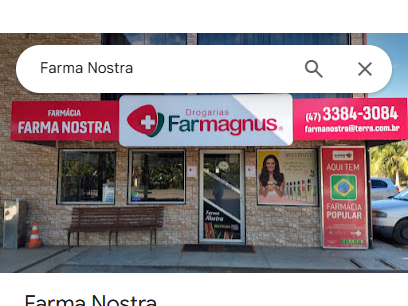 Farma Nostra
FARMÁCIA
FARMA NOSTRA
Drogarias
Farmagnus®
(47) 3384-3084
farmanostra@terra.com.br
Farma
Nostra
AQUI TEM
FARMÁCIA
POPULAR
Farma Nostra